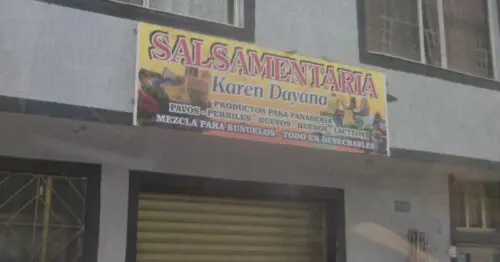 SALSAMENTARIA
Karen Dayana
PRODUCTOS PARA PANADERIA
PAVOS - PERNILES - HUEVOS - QUESOS - LACTEOS
MEZCLA PARA BUÑUELOS - TODO EN DESECHABLES